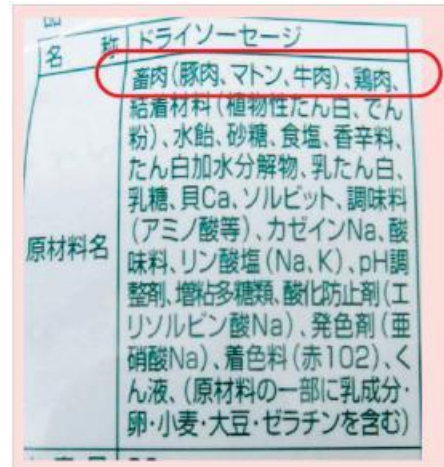 品
名 称 ドライソーセージ
原材料名
畜肉(豚肉、マトン、牛肉)、鶏肉、
結着材料(植物性たん白、でん
粉)、水飴、砂糖、食塩、香辛料、
たん白加水分解物、乳たん白、
乳糖、貝Ca、ソルビット、調味料
(アミノ酸等)、カゼインNa、酸
味料、リン酸塩(Na、K)、pH調
整剤、増粘多糖類、酸化防止剤(エ
リソルビン酸Na)、発色剤(亜
硝酸Na)、着色料(赤102)、く
ん液、(原材料の一部に乳成分・
卵・小麦・大豆・ゼラチンを含む)